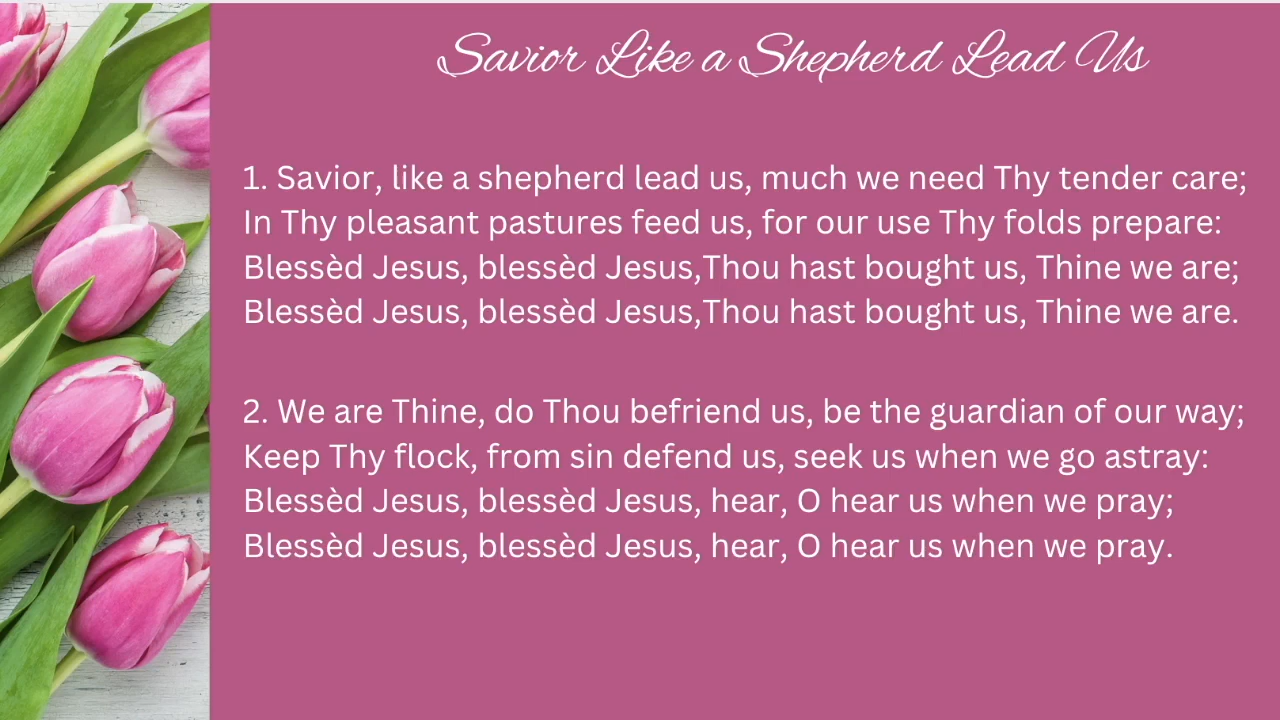 Savior Like a Shepherd Lead Us
1. Savior, like a shepherd lead us, much we need Thy tender care;
In Thy pleasant pastures feed us, for our use Thy folds prepare:
Blessèd Jesus, blessèd Jesus,Thou hast bought us, Thine we are;
Blessèd Jesus, blessèd Jesus,Thou hast bought us, Thine we are.
2. We are Thine, do Thou befriend us, be the guardian of our way;
Keep Thy flock, from sin defend us, seek us when we go astray:
Blessèd Jesus, blessèd Jesus, hear, O hear us when we pray;
Blessèd Jesus, blessèd Jesus, hear, O hear us when we pray.